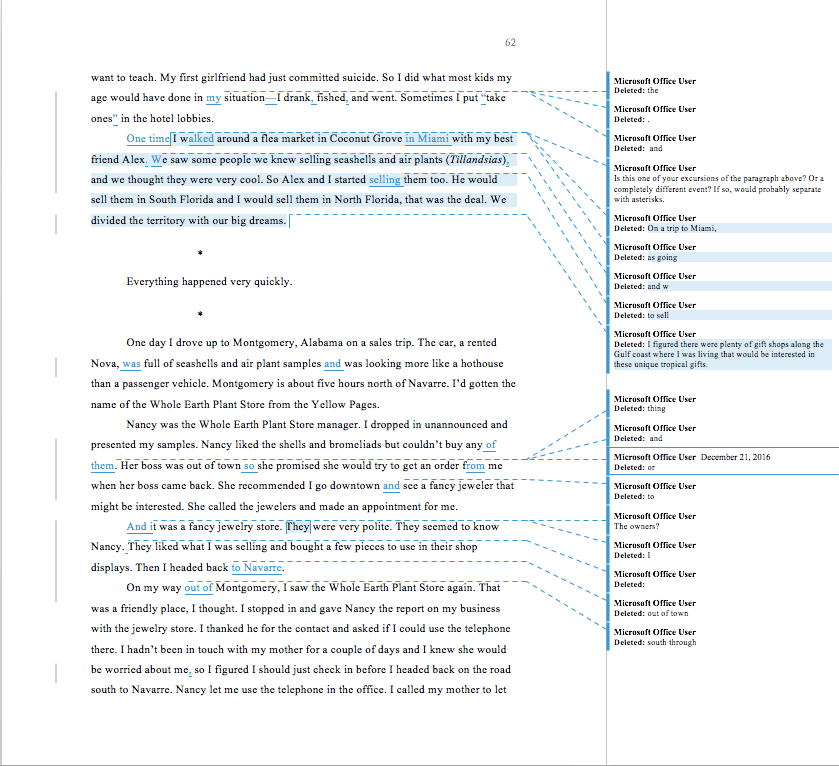 62
want to teach. My first girlfriend had just committed suicide. So I did what most kids my
age would have done in my situation—I drank, fished, and went. Sometimes I put “take
ones” in the hotel lobbies.
One time I walked around a flea market in Coconut Grove in Miami with my best
friend Alex. We saw some people we knew selling seashells and air plants (Tillandsias),
and we thought they were very cool. So Alex and I started selling them too. He would
sell them in South Florida and I would sell them in North Florida, that was the deal. We
divided the territory with our big dreams.
*
Everything happened very quickly.
*
One day I drove up to Montgomery, Alabama on a sales trip. The car, a rented
Nova, was full of seashells and air plant samples and was looking more like a hothouse
than a passenger vehicle. Montgomery is about five hours north of Navarre. I’d gotten the
name of the Whole Earth Plant Store from the Yellow Pages.
Nancy was the Whole Earth Plant Store manager. I dropped in unannounced and
presented my samples. Nancy liked the shells and bromeliads but couldn’t buy any of
them. Her boss was out of town so she promised she would try to get an order from me
when her boss came back. She recommended I go downtown and see a fancy jeweler that
might be interested. She called the jewelers and made an appointment for me.
And it was a fancy jewelry store. They were very polite. They seemed to know
Nancy. They liked what I was selling and bought a few pieces to use in their shop
displays. Then I headed back to Navarre.
On my way out of Montgomery, I saw the Whole Earth Plant Store again. That
was a friendly place, I thought. I stopped in and gave Nancy the report on my business
with the jewelry store. I thanked he for the contact and asked if I could use the telephone
there. I hadn’t been in touch with my mother for a couple of days and I knew she would
be worried about me, so I figured I should just check in before I headed back on the road
south to Navarre. Nancy let me use the telephone in the office. I called my mother to let
Microsoft Office User
Deleted: the
Microsoft Office User
Deleted: .
Microsoft Office User
Deleted: and
Microsoft Office User
Is this one of your excursions of the paragraph above? Or a
completely different event? If so, would probably separate
with asterisks.
Microsoft Office User
Deleted: On a trip to Miami,
Microsoft Office User
Deleted: as going
Microsoft Office User
Deleted: and w
Microsoft Office User
Deleted: to sell
Microsoft Office User
Deleted: I figured there were plenty of gift shops along the
Gulf coast where I was living that would be interested in
these unique tropical gifts.
Microsoft Office User
Deleted: thing
Microsoft Office User
Deleted: and
Microsoft Office User December 21, 2016
Deleted: or
Microsoft Office User
Deleted: to
Microsoft Office User
The owners?
Microsoft Office User
Deleted: I
Microsoft Office User
Deleted:
Microsoft Office User
Deleted: out of town
Microsoft Office User
Deleted: south through